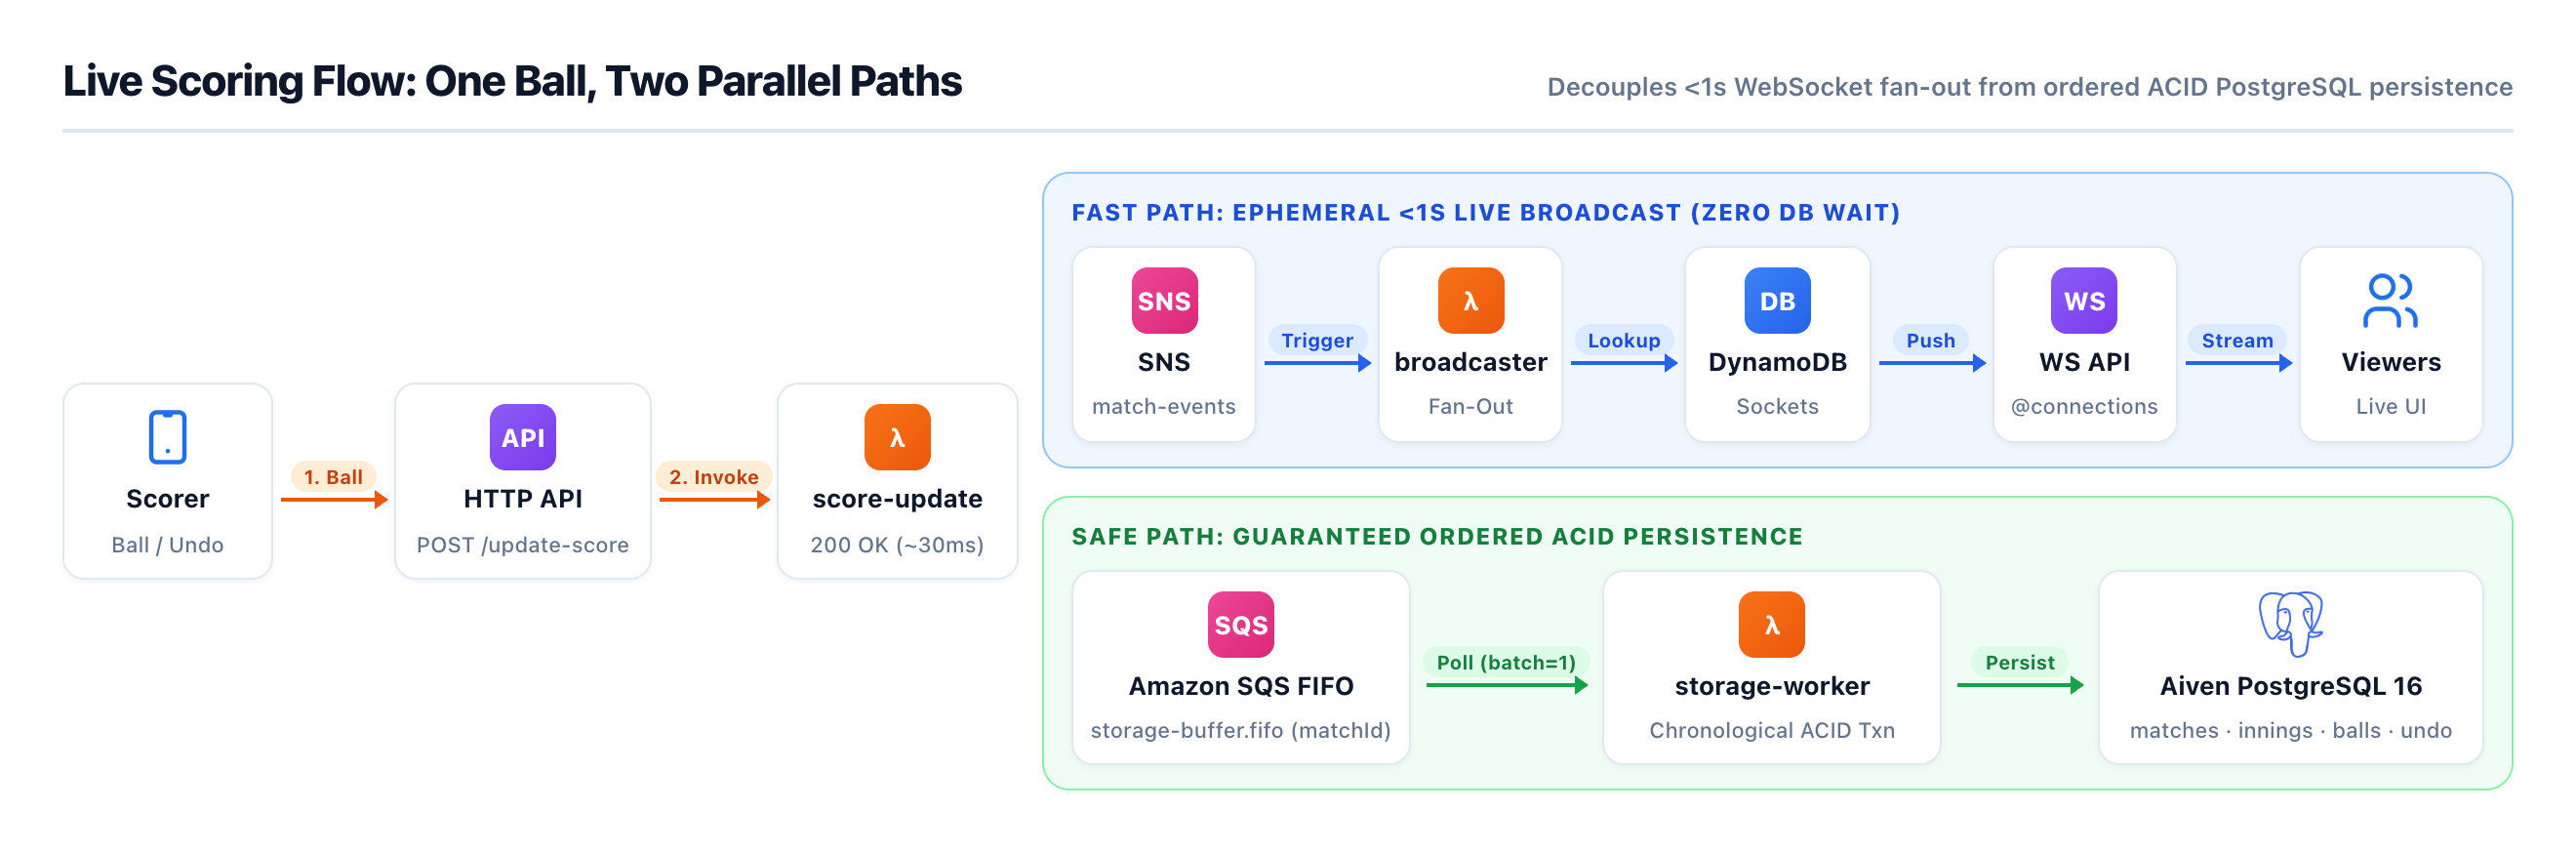 Live Scoring Flow: One Ball, Two Parallel Paths
Decouples <1s WebSocket fan-out from ordered ACID PostgreSQL persistence
Scorer
Ball / Undo
1. Ball
API
HTTP API
POST /update-score
2. Invoke
λ
score-update
200 OK (~30ms)
FAST PATH: EPHEMERAL <1S LIVE BROADCAST (ZERO DB WAIT)
SNS
SNS
match-events
Trigger
λ
broadcaster
Fan-Out
Lookup
DB
DynamoDB
Sockets
Push
WS
WS API
@connections
Stream
Viewers
Live UI
SAFE PATH: GUARANTEED ORDERED ACID PERSISTENCE
SQS
Amazon SQS FIFO
storage-buffer.fifo (matchId)
Poll (batch=1)
λ
storage-worker
Chronological ACID Txn
Persist
Aiven PostgreSQL 16
matches · innings · balls · undo